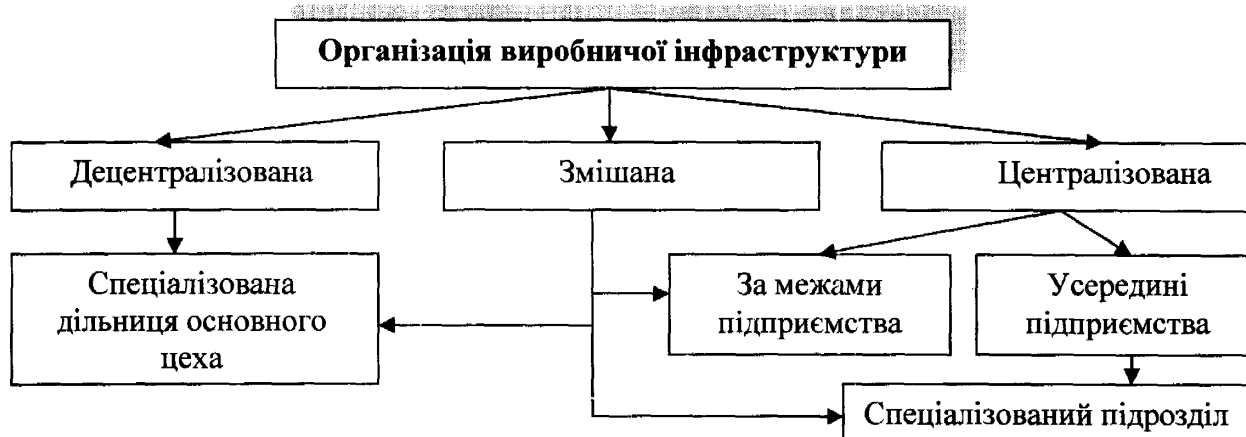 Організація виробничої інфраструктури
Децентралізована
Змішана
Централізована
Спеціалізована
дільниця основного
цеха
За межами
підприємства
Усередині
підприємства
Спеціалізований підрозділ